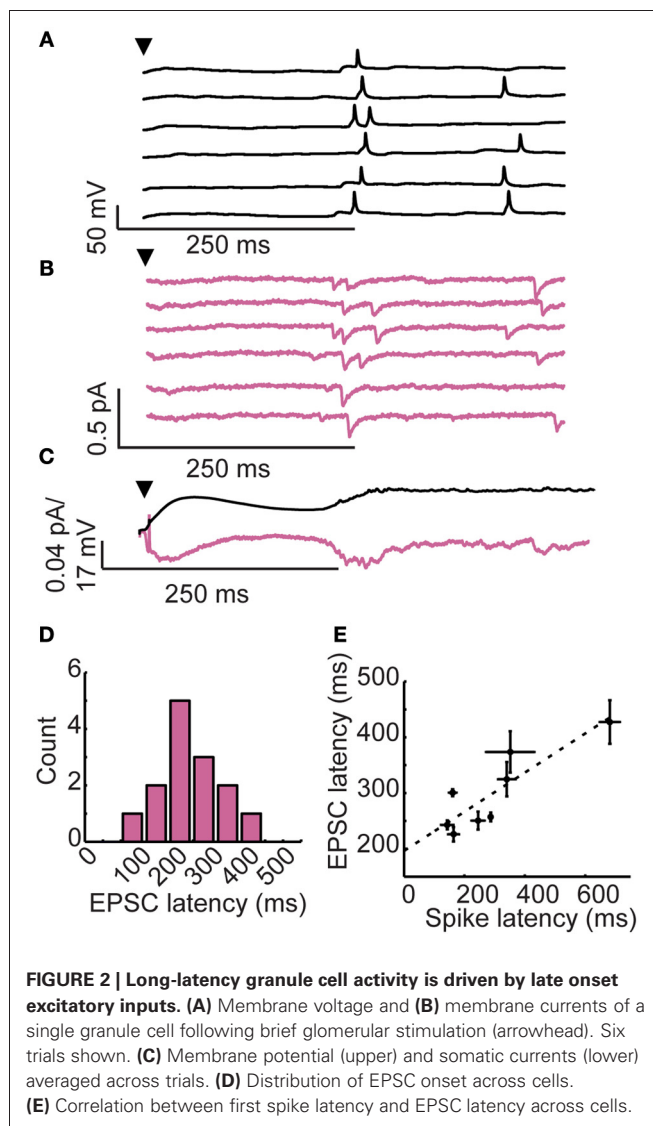 A
50 mV
250 ms
B
0.5 pA
250 ms
C
0.04 pA/
17 mV
250 ms
D
6
4
2
0
Count
0 100 200 300 400 500
EPSC latency (ms)
E
500
400
300
200
EPSC latency (ms)
0 200 400 600
Spike latency (ms)
FIGURE 2 | Long-latency granule cell activity is driven by late onset
excitatory inputs. (A) Membrane voltage and (B) membrane currents of a
single granule cell following brief glomerular stimulation (arrowhead). Six
trials shown. (C) Membrane potential (upper) and somatic currents (lower)
averaged across trials. (D) Distribution of EPSC onset across cells.
(E) Correlation between first spike latency and EPSC latency across cells.